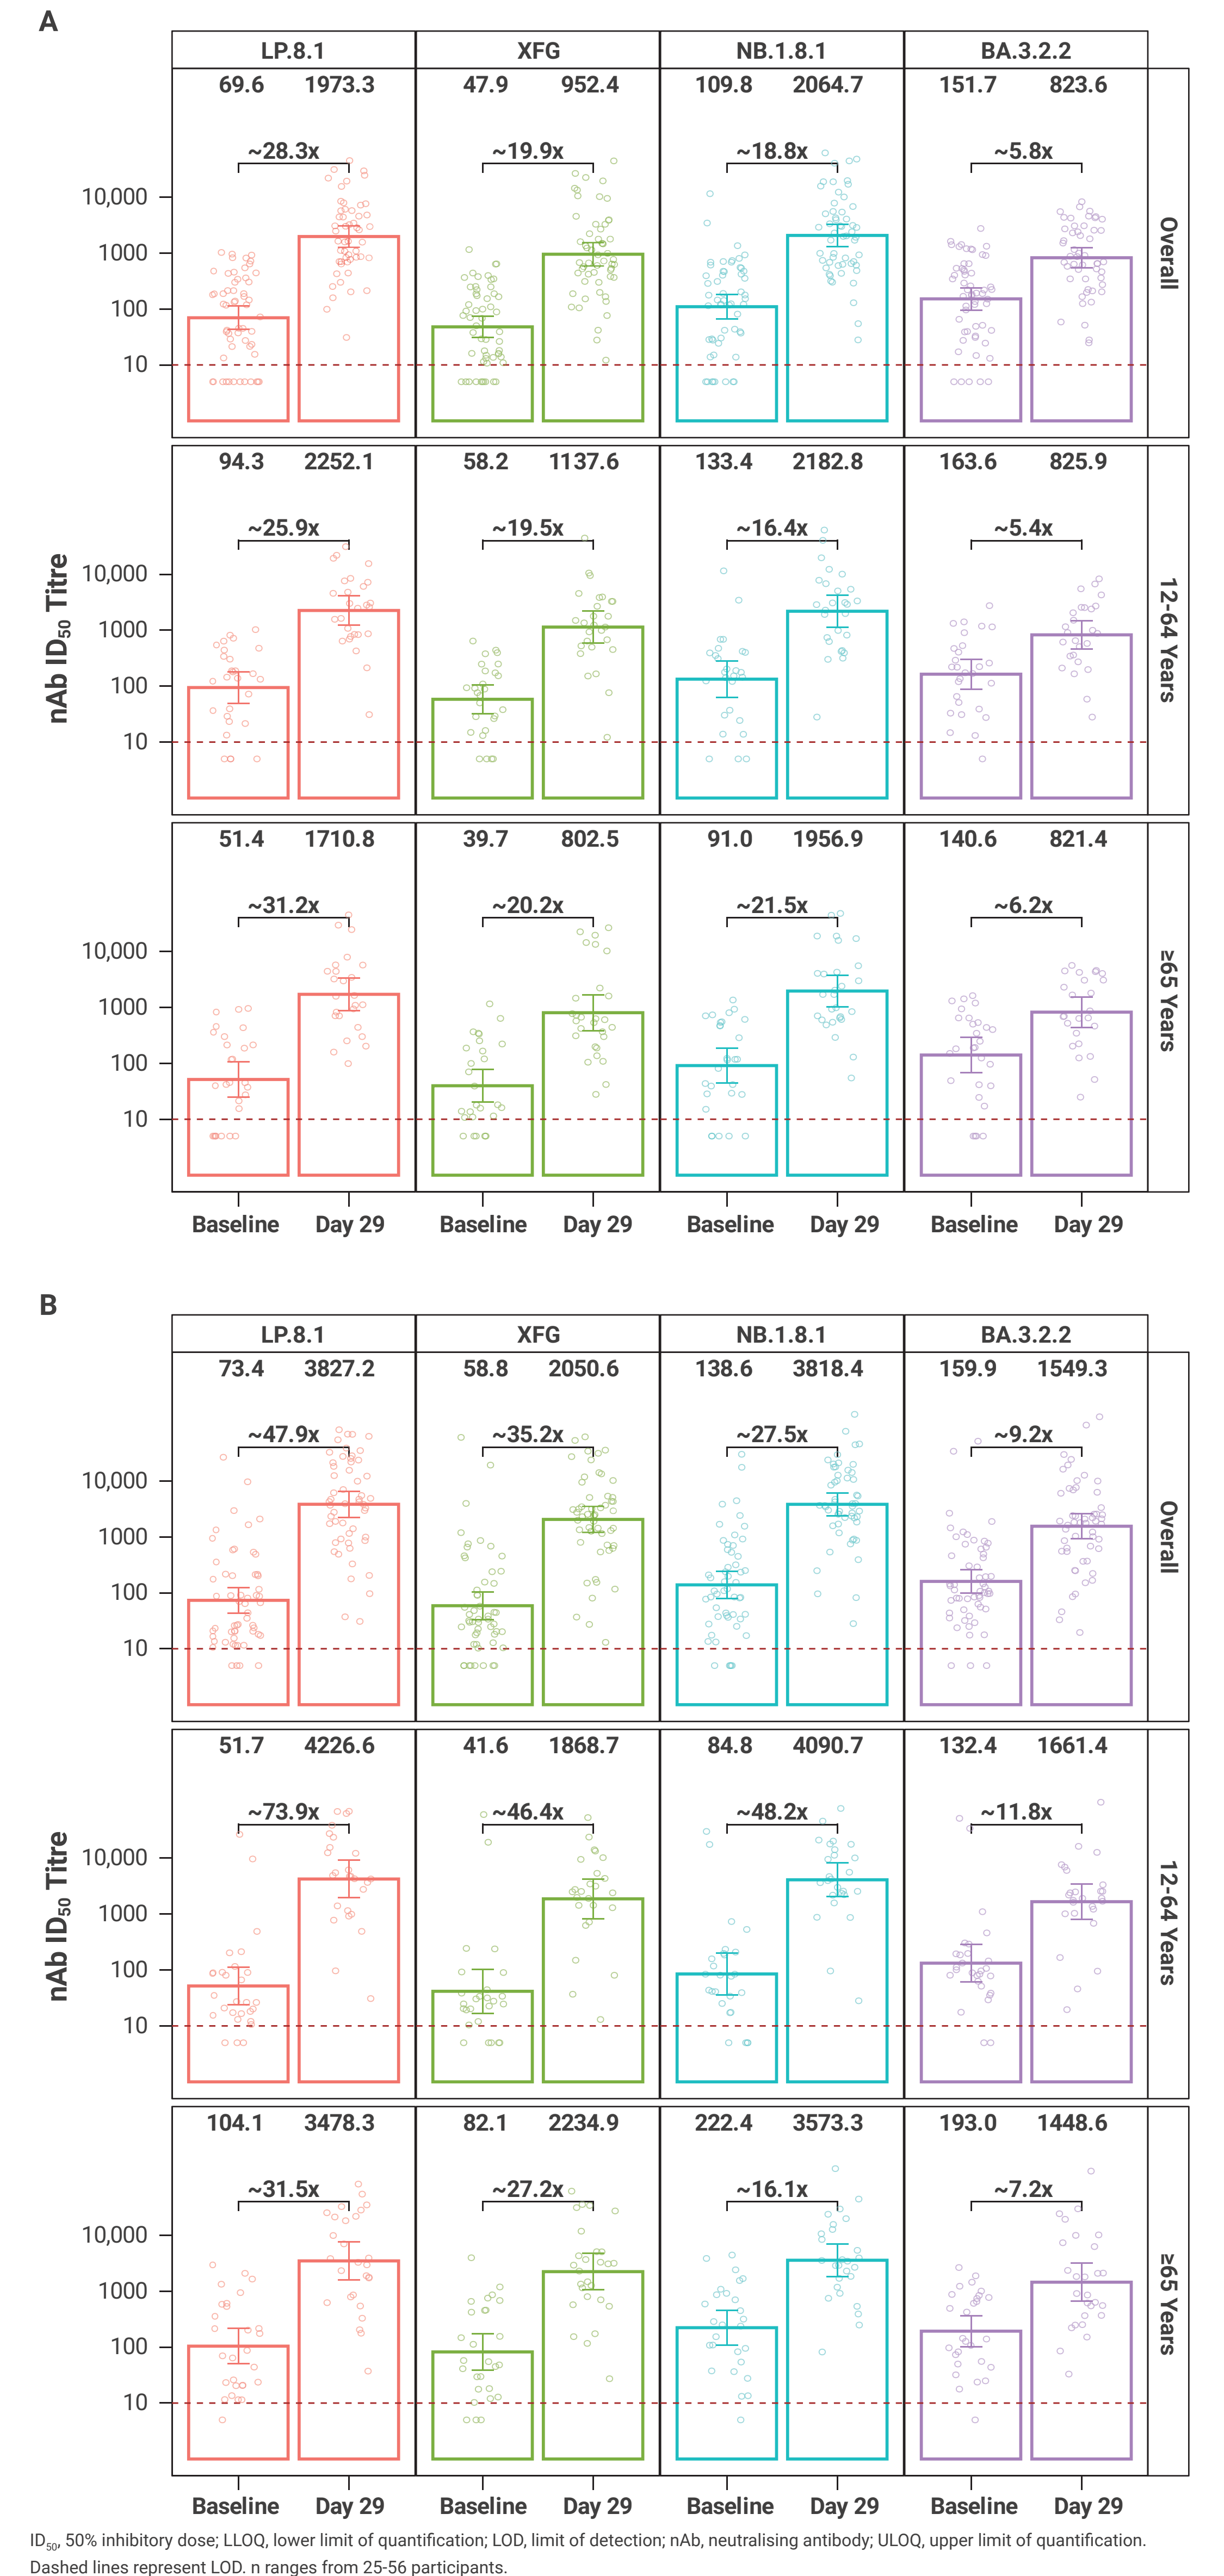 A
LP.8.1 XFG NB.1.8.1 BA.3.2.2
69.6 1973.3 47.9 952.4 109.8 2064.7 151.7 823.6
~28.3x ~19.9x ~18.8x ~5.8x
10,000
1000
100
10
Overall
94.3 2252.1 58.2 1137.6 133.4 2182.8 163.6 825.9
~25.9x ~19.5x ~16.4x ~5.4x
10,000
1000
100
10
12-64 Years
nAb ID50 Titre
51.4 1710.8 39.7 802.5 91.0 1956.9 140.6 821.4
~31.2x ~20.2x ~21.5x ~6.2x
10,000
1000
100
10
≥65 Years
Baseline Day 29 Baseline Day 29 Baseline Day 29 Baseline Day 29
B
LP.8.1 XFG NB.1.8.1 BA.3.2.2
73.4 3827.2 58.8 2050.6 138.6 3818.4 159.9 1549.3
~47.9x ~35.2x ~27.5x ~9.2x
10,000
1000
100
10
Overall
51.7 4226.6 41.6 1868.7 84.8 4090.7 132.4 1661.4
~73.9x ~46.4x ~48.2x ~11.8x
10,000
1000
100
10
12-64 Years
nAb ID50 Titre
104.1 3478.3 82.1 2234.9 222.4 3573.3 193.0 1448.6
~31.5x ~27.2x ~16.1x ~7.2x
10,000
1000
100
10
≥65 Years
Baseline Day 29 Baseline Day 29 Baseline Day 29 Baseline Day 29
ID50, 50% inhibitory dose; LLOQ, lower limit of quantification; LOD, limit of detection; nAb, neutralising antibody; ULOQ, upper limit of quantification.
Dashed lines represent LOD. n ranges from 25-56 participants.